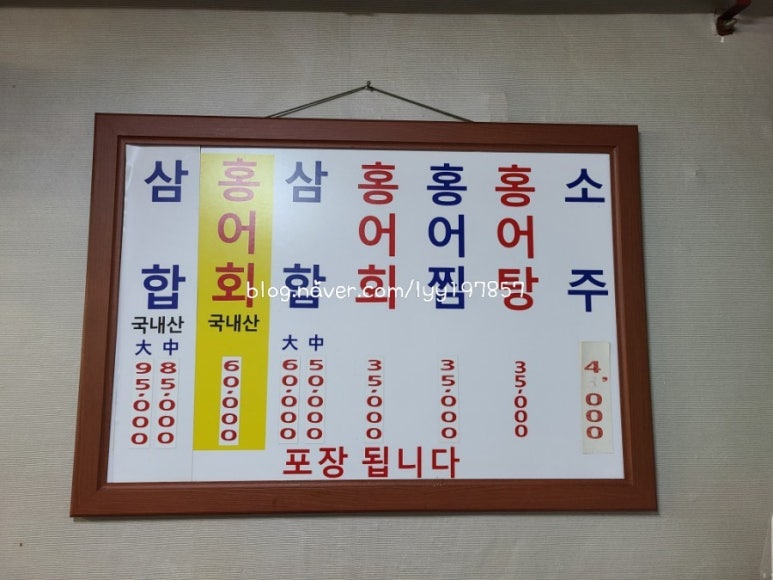 삼합
국내산
大 95,000
中 85,000
홍어회
국내산
60,000
삼합
大 60,000
中 50,000
홍어회
35,000
홍어찜
35,000
홍어탕
35,000
소주
4,000
포장 됩니다
blog.naver.com/lyy197857